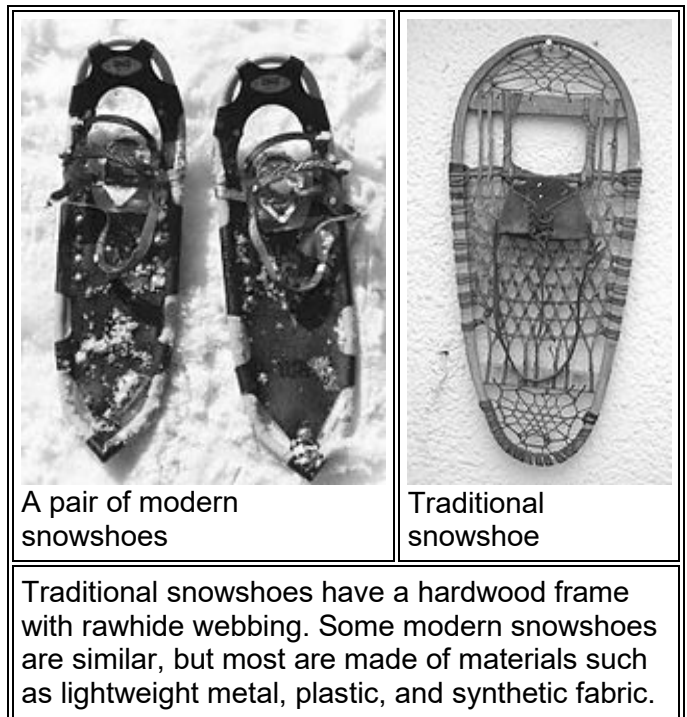 A pair of modern
snowshoes
Traditional
snowshoe
Traditional snowshoes have a hardwood frame
with rawhide webbing. Some modern snowshoes
are similar, but most are made of materials such
as lightweight metal, plastic, and synthetic fabric.